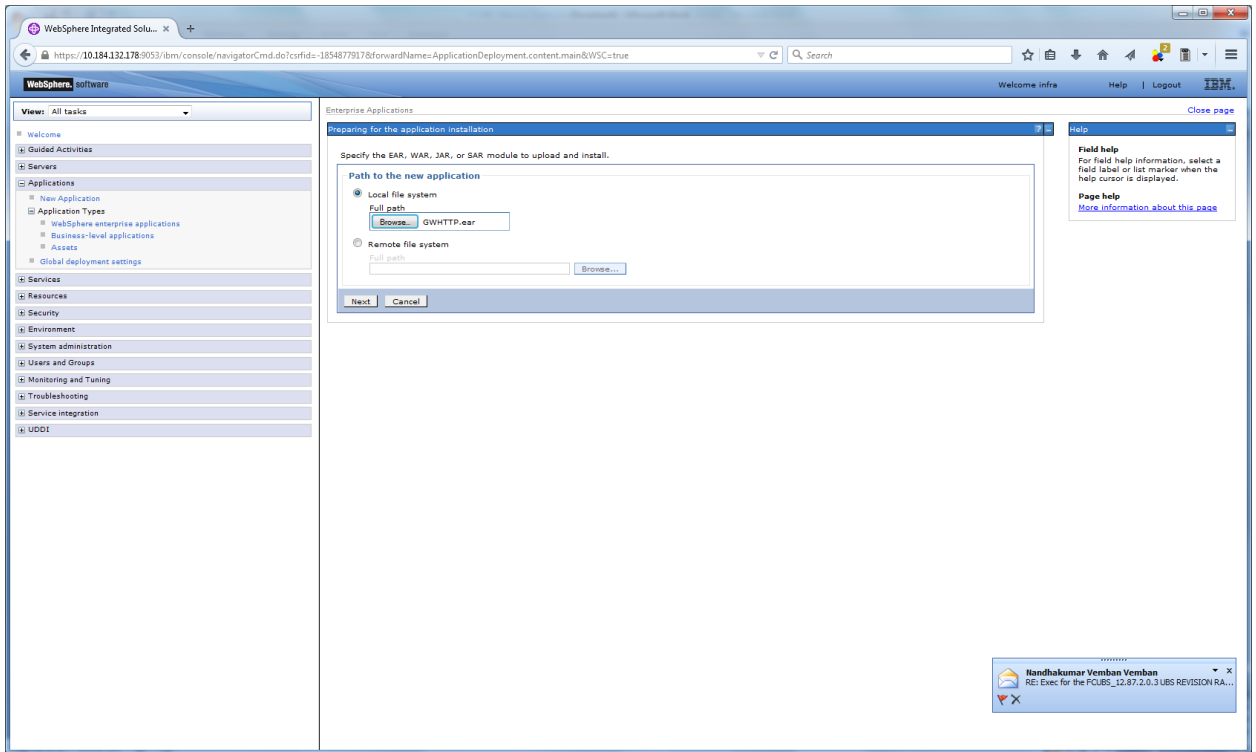 WebSphere Integrated Solu... × +
https://10.184.132.178:9053/ibm/console/navigatorCmd.do?csrfid=-1854877917&forwardName=ApplicationDeployment.content.main&WSC=true
Search
2
WebSphere. software
Welcome infra
Help | Logout
IBM.
View: All tasks
Welcome
Guided Activities
Servers
Applications
New Application
Application Types
WebSphere enterprise applications
Business-level applications
Assets
Global deployment settings
Services
Resources
Security
Environment
System administration
Users and Groups
Monitoring and Tuning
Troubleshooting
Service integration
UDDI
Enterprise Applications
Close page
Preparing for the application installation
? -
Specify the EAR, WAR, JAR, or SAR module to upload and install.
Path to the new application
Local file system
Full path
Browse.. GWHTTP.ear
Remote file system
Full path
Browse...
Next Cancel
Help
Field help
For field help information, select a
field label or list marker when the
help cursor is displayed.
Page help
More information about this page
Nandhakumar Vemban Vemban
RE: Exec for the FCUBS_12.87.2.0.3 UBS REVISION RA...